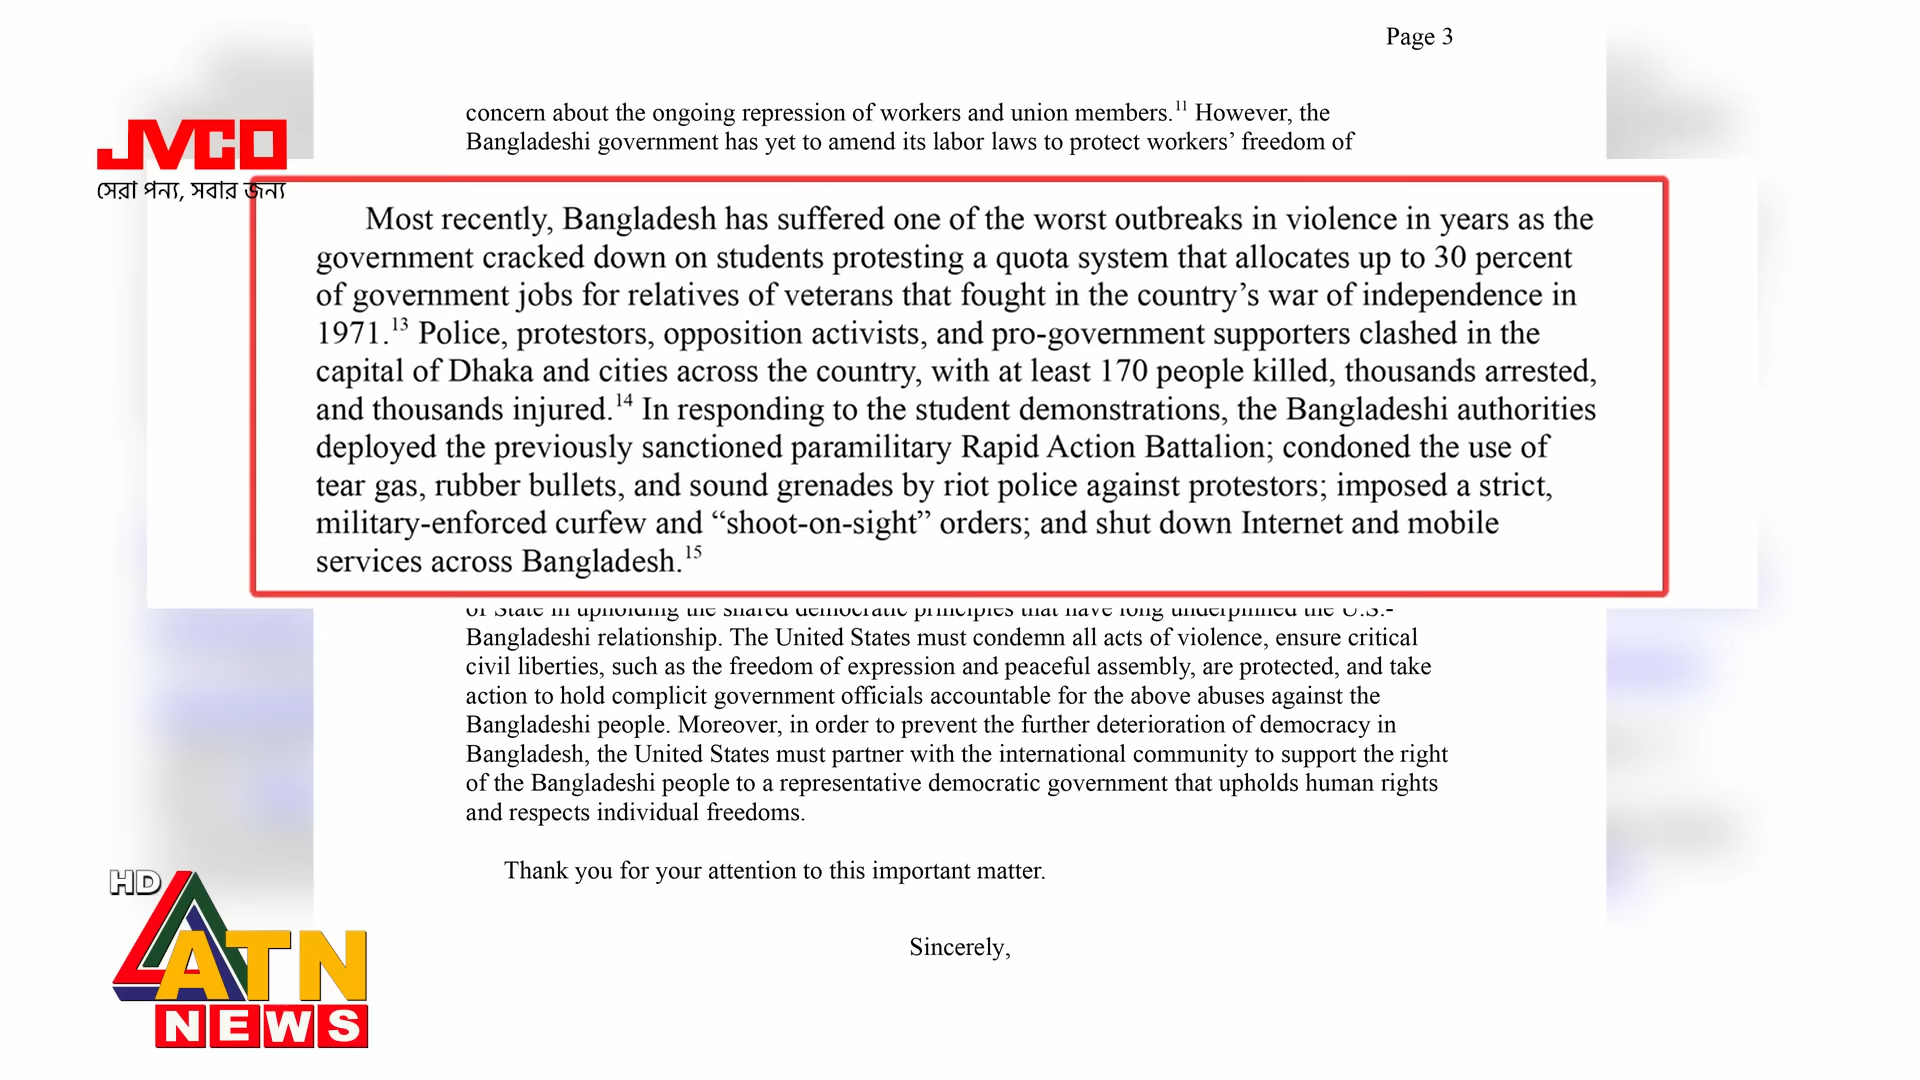 Page 3
concern about the ongoing repression of workers and union members.11 However, the
Bangladeshi government has yet to amend its labor laws to protect workers’ freedom of
JVCO
সেরা পন্য, সবার জন্য
Most recently, Bangladesh has suffered one of the worst outbreaks in violence in years as the
government cracked down on students protesting a quota system that allocates up to 30 percent
of government jobs for relatives of veterans that fought in the country’s war of independence in
1971.13 Police, protestors, opposition activists, and pro-government supporters clashed in the
capital of Dhaka and cities across the country, with at least 170 people killed, thousands arrested,
and thousands injured.14 In responding to the student demonstrations, the Bangladeshi authorities
deployed the previously sanctioned paramilitary Rapid Action Battalion; condoned the use of
tear gas, rubber bullets, and sound grenades by riot police against protestors; imposed a strict,
military-enforced curfew and “shoot-on-sight” orders; and shut down Internet and mobile
services across Bangladesh.15
of State in upholding the shared democratic principles that have long underpinned the U.S.-
Bangladeshi relationship. The United States must condemn all acts of violence, ensure critical
civil liberties, such as the freedom of expression and peaceful assembly, are protected, and take
action to hold complicit government officials accountable for the above abuses against the
Bangladeshi people. Moreover, in order to prevent the further deterioration of democracy in
Bangladesh, the United States must partner with the international community to support the right
of the Bangladeshi people to a representative democratic government that upholds human rights
and respects individual freedoms.
Thank you for your attention to this important matter.
Sincerely,
HD
ATN
NEWS